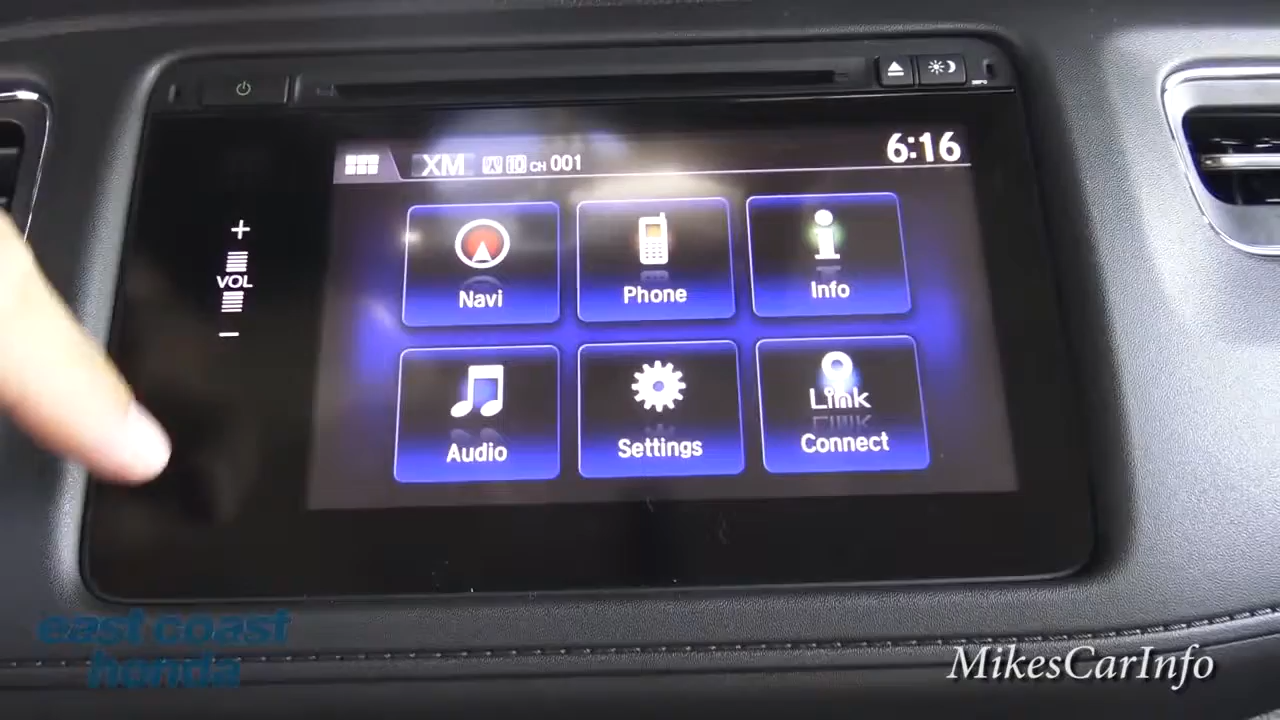 XM CH 001
6:16
+
VOL
−
Navi
Phone
Info
Audio
Settings
Link
Connect
east coast
honda
MikesCarInfo